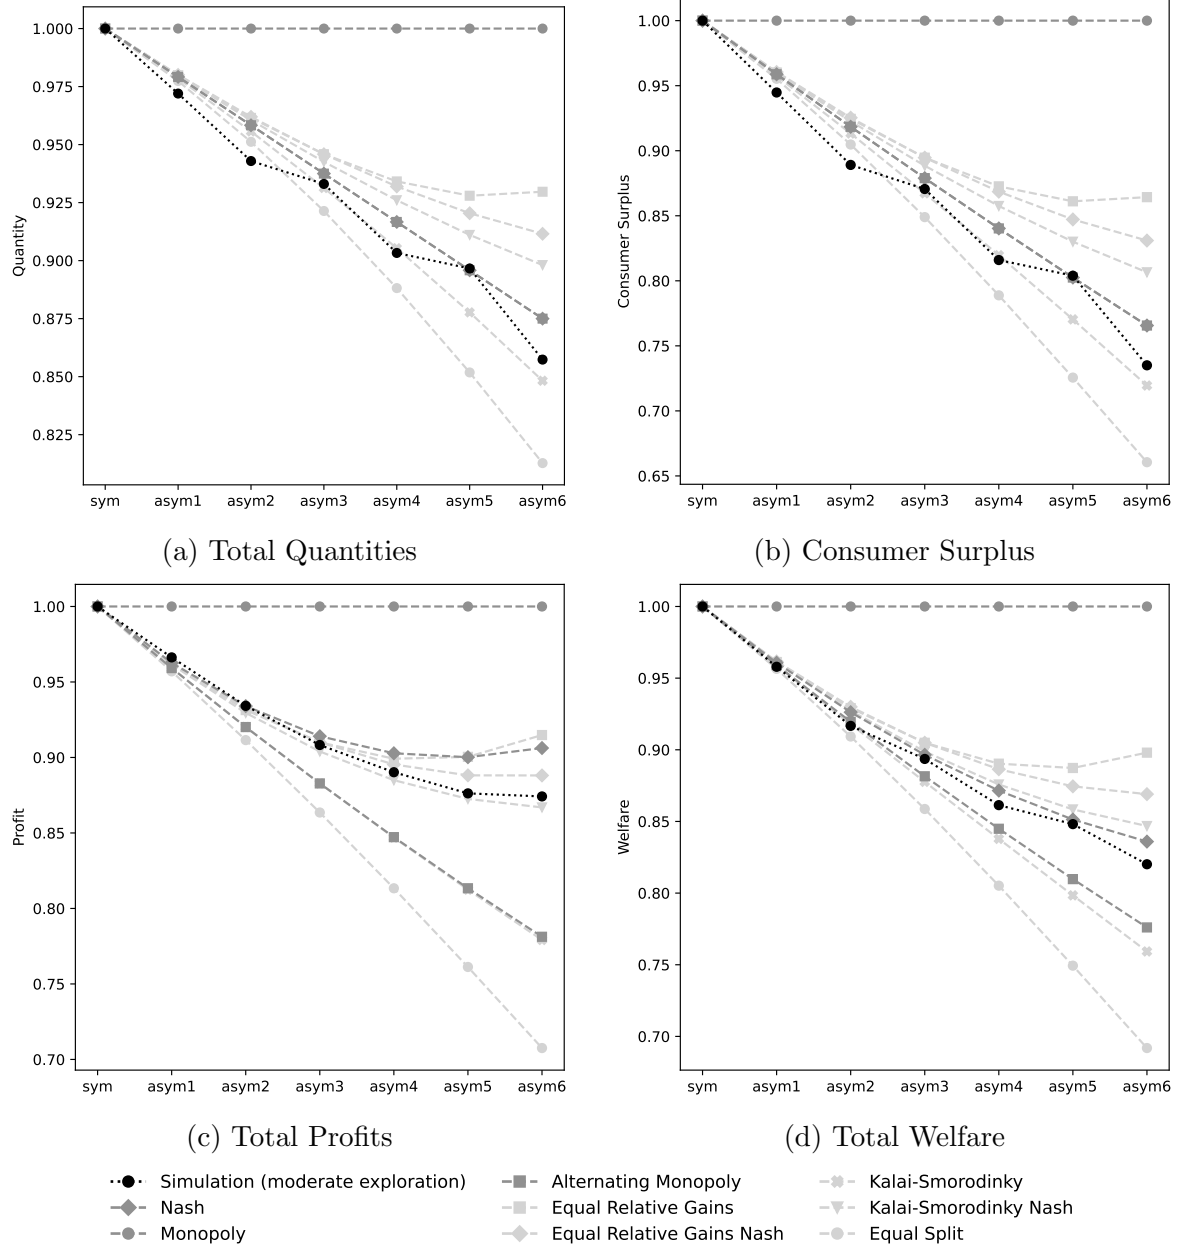 1.000
0.975
0.950
0.925
0.900
0.875
0.850
0.825
Quantity
sym asym1 asym2 asym3 asym4 asym5 asym6
(a) Total Quantities
1.00
0.95
0.90
0.85
0.80
0.75
0.70
0.65
Consumer Surplus
sym asym1 asym2 asym3 asym4 asym5 asym6
(b) Consumer Surplus
1.00
0.95
0.90
0.85
0.80
0.75
0.70
Profit
sym asym1 asym2 asym3 asym4 asym5 asym6
(c) Total Profits
1.00
0.95
0.90
0.85
0.80
0.75
0.70
Welfare
sym asym1 asym2 asym3 asym4 asym5 asym6
(d) Total Welfare
Simulation (moderate exploration)
Nash
Monopoly
Alternating Monopoly
Equal Relative Gains
Equal Relative Gains Nash
Kalai-Smorodinky
Kalai-Smorodinky Nash
Equal Split